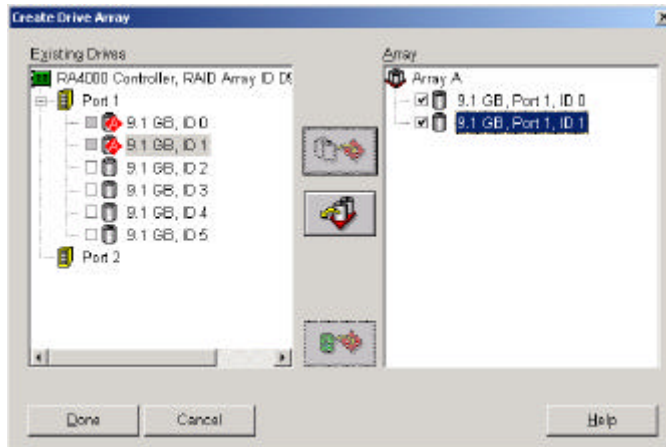 Create Drive Array
Existing Drives
RA4000 Controller, RAID Array ID
Port 1
9.1 GB, ID 0
9.1 GB, ID 1
9.1 GB, ID 2
9.1 GB, ID 3
9.1 GB, ID 4
9.1 GB, ID 5
Port 2
Array
Array A
9.1 GB, Port 1, ID 0
9.1 GB, Port 1, ID 1
Done
Cancel
Help